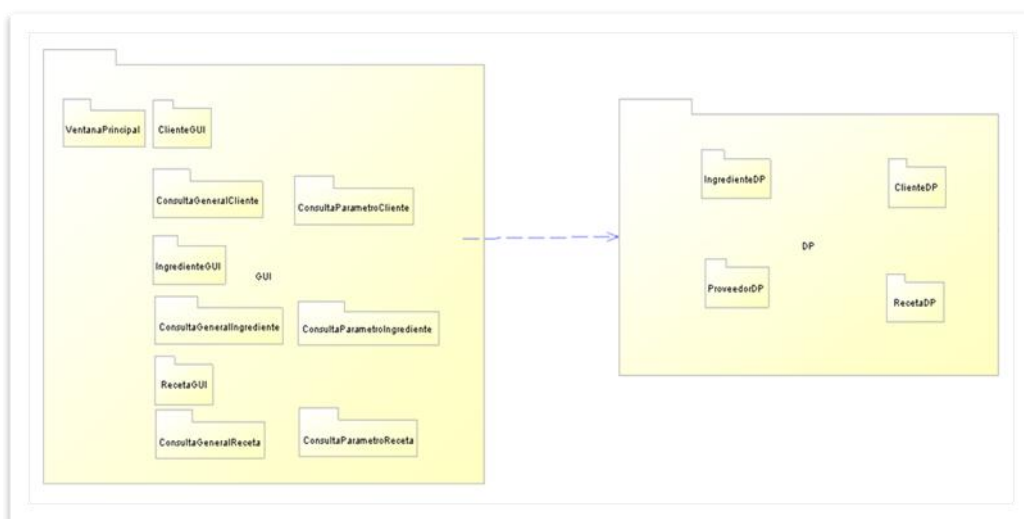 VentanaPrincipal
ClienteGUI
ConsultaGeneralCliente
ConsultaParametroCliente
IngredienteGUI
GUI
ConsultaGeneralIngrediente
ConsultaParametroIngrediente
RecetaGUI
ConsultaGeneralReceta
ConsultaParametroReceta
IngredienteDP
ClienteDP
DP
ProveedorDP
RecetaDP